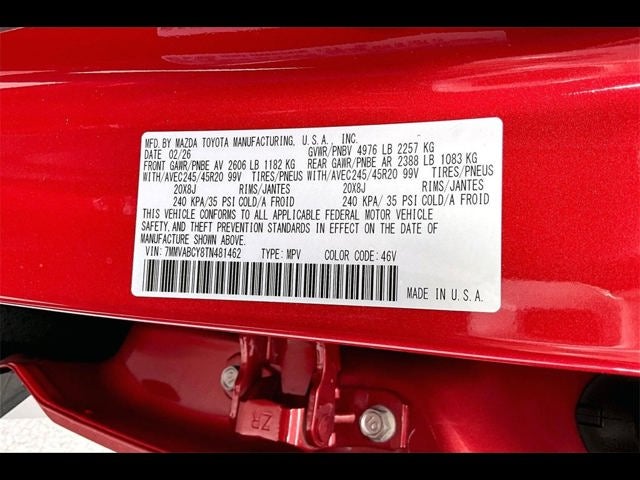 MFD. BY MAZDA TOYOTA MANUFACTURING, U.S.A., INC.
DATE 02/26 GVWR/PNBV 4976 LB 2257 KG
FRONT GAWR/PNBE AV 2606 LB 1182 KG REAR GAWR/PNBE AR 2388 LB 1083 KG
WITH/AVEC245/45R20 99V TIRES/PNEUS WITH/AVEC245/45R20 99V TIRES/PNEUS
20X8J RIMS/JANTES 20X8J RIMS/JANTES
240 KPA/ 35 PSI COLD/A FROID 240 KPA/ 35 PSI COLD/A FROID
THIS VEHICLE CONFORMS TO ALL APPLICABLE FEDERAL MOTOR VEHICLE
SAFETY, AND THEFT PREVENTION STANDARDS IN EFFECT ON THE DATE OF
MANUFACTURE SHOWN ABOVE.
VIN: 7MMVABCY8TN481462 TYPE: MPV COLOR CODE: 46V
MADE IN U.S.A.
ZR